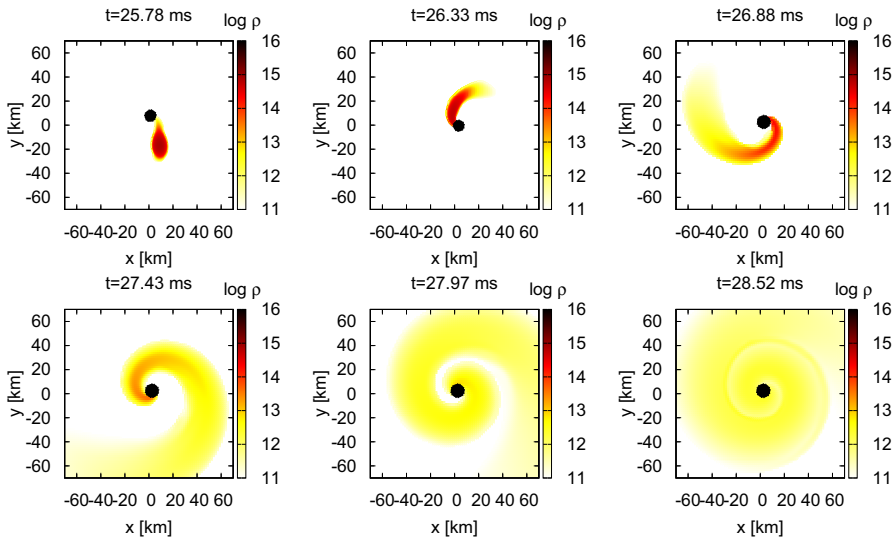 log ρ log ρ log ρ
t=25.78 ms t=26.33 ms t=26.88 ms
60 16 60 16 60 16
40 40 40
15 15 15
20 20 20
y [km] 0 14 y [km] 0 14 y [km] 0 14
-20 13 -20 13 -20 13
-40 12 -40 12 -40 12
-60 -60 -60
11 11 11
-60-40-20 0 20 40 60 -60-40-20 0 20 40 60 -60-40-20 0 20 40 60
x [km] x [km] x [km]
log ρ log ρ log ρ
t=27.43 ms t=27.97 ms t=28.52 ms
60 16 60 16 60 16
40 40 40
15 15 15
20 20 20
y [km] 0 14 y [km] 0 14 y [km] 0 14
-20 13 -20 13 -20 13
-40 12 -40 12 -40 12
-60 -60 -60
11 11 11
-60-40-20 0 20 40 60 -60-40-20 0 20 40 60 -60-40-20 0 20 40 60
x [km] x [km] x [km]